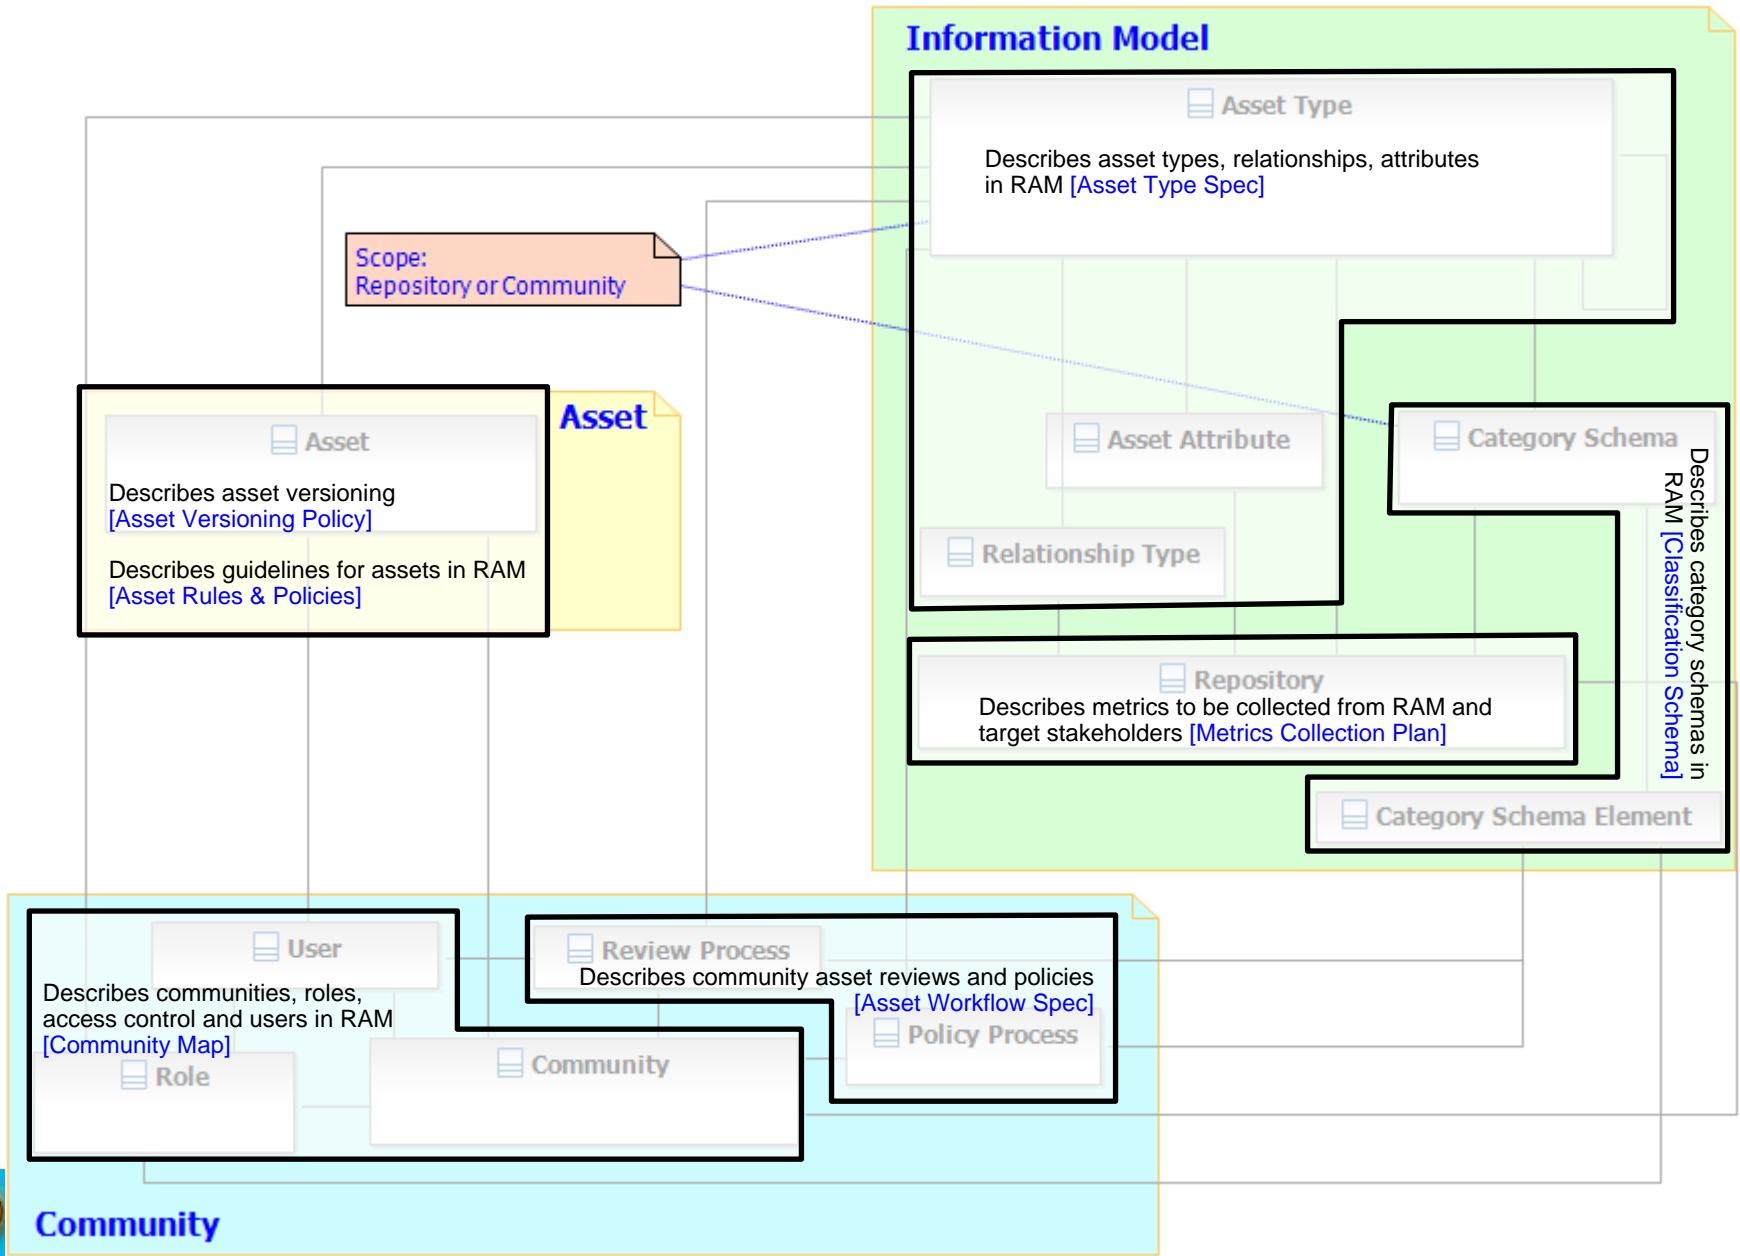 Information Model
Asset Type
Describes asset types, relationships, attributes
in RAM [Asset Type Spec]
Scope:
Repository or Community
Asset
Asset
Describes asset versioning
[Asset Versioning Policy]
Describes guidelines for assets in RAM
[Asset Rules & Policies]
Asset Attribute
Category Schema
Describes category schemas in
RAM [Classification Schema]
Relationship Type
Repository
Describes metrics to be collected from RAM and
target stakeholders [Metrics Collection Plan]
Category Schema Element
User
Describes communities, roles,
access control and users in RAM
[Community Map]
Role
Community
Review Process
Describes community asset reviews and policies
[Asset Workflow Spec]
Policy Process
Community